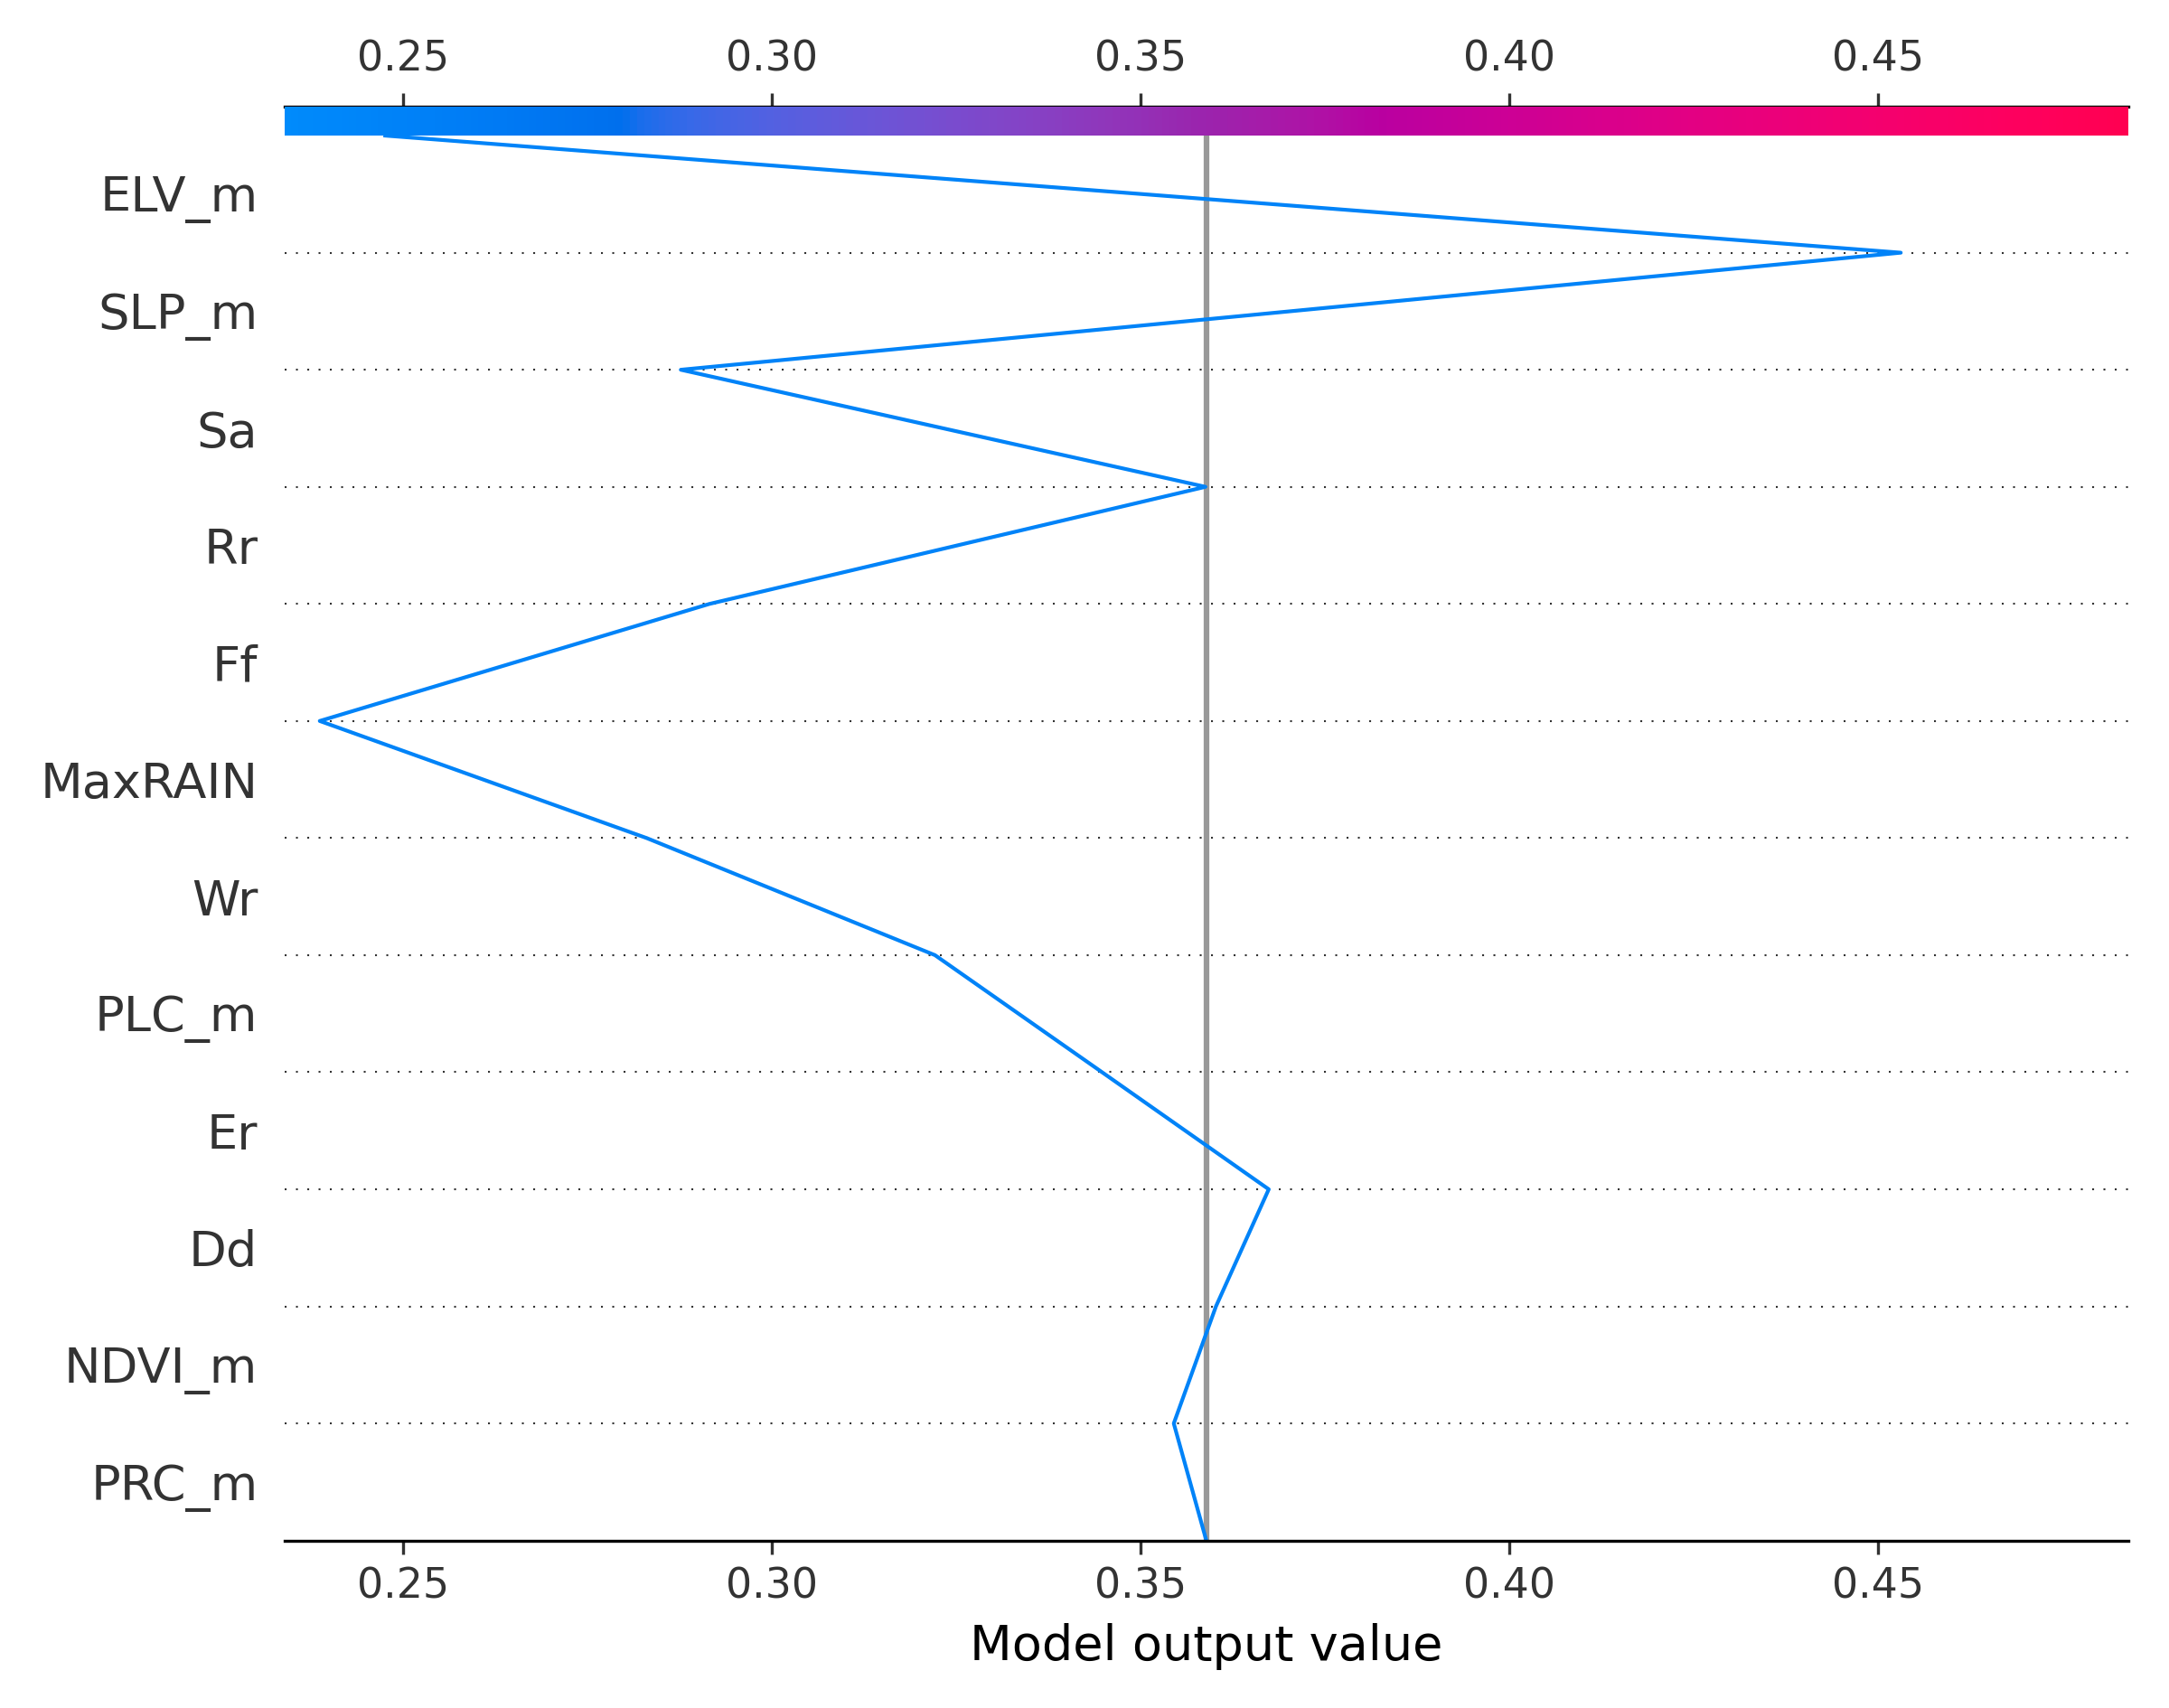 0.25 0.30 0.35 0.40 0.45
ELV_m
SLP_m
Sa
Rr
Ff
MaxRAIN
Wr
PLC_m
Er
Dd
NDVI_m
PRC_m
0.25 0.30 0.35 0.40 0.45
Model output value